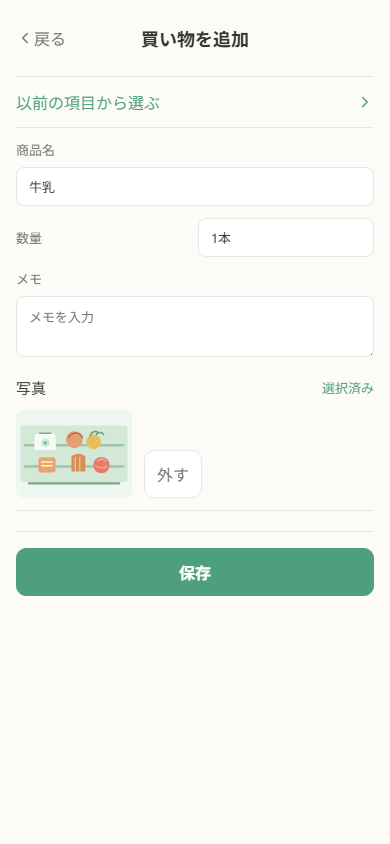 戻る
買い物を追加
以前の項目から選ぶ
商品名
牛乳
数量
1本
メモ
メモを入力
写真
選択済み
外す
保存